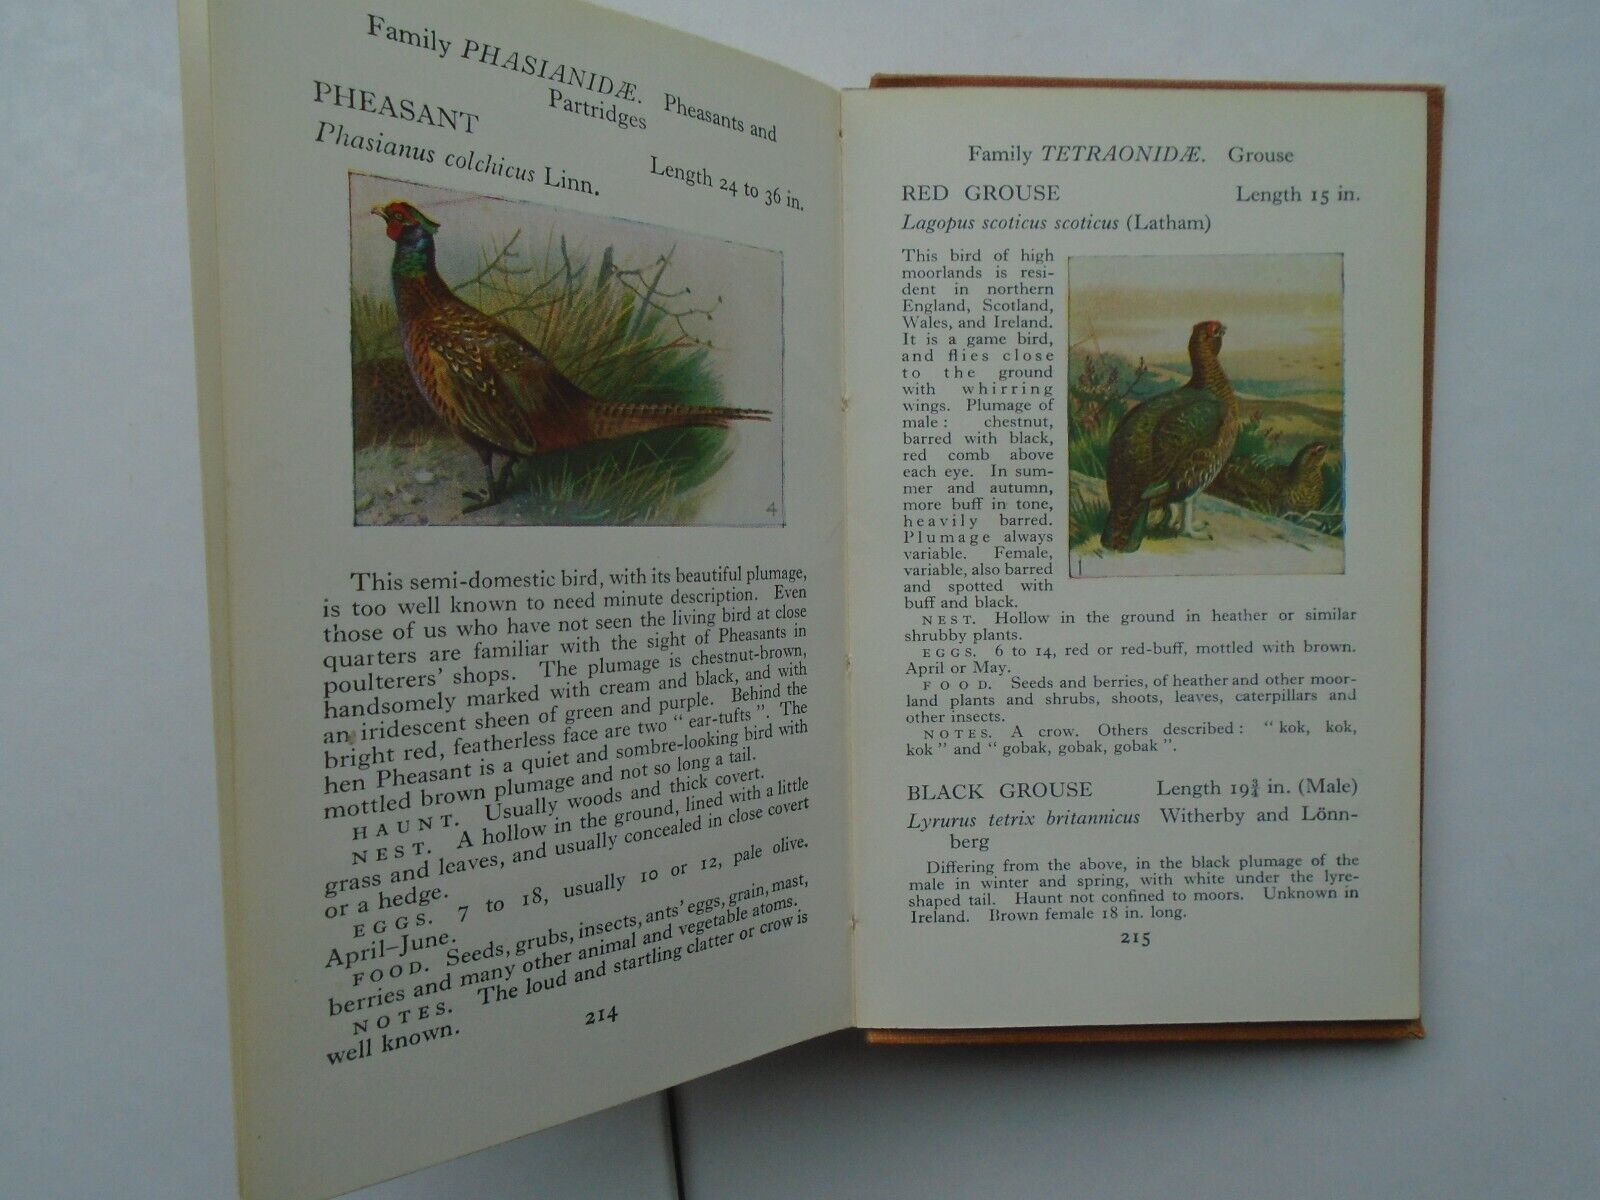 Family PHASIANIDÆ. Pheasants and
Partridges
PHEASANT
Length 24 to 36 in.
Phasianus colchicus Linn.
4
This semi-domestic bird, with its beautiful plumage,
is too well known to need minute description. Even
those of us who have not seen the living bird at close
quarters are familiar with the sight of Pheasants in
poulterers' shops. The plumage is chestnut-brown,
handsomely marked with cream and black, and with
an iridescent sheen of green and purple. Behind the
bright red, featherless face are two " ear-tufts ". The
hen Pheasant is a quiet and sombre-looking bird with
mottled brown plumage and not so long a tail.
HAUNT. Usually woods and thick covert.
NEST. A hollow in the ground, lined with a little
grass and leaves, and usually concealed in close covert
or a hedge.
EGGS. 7 to 18, usually 10 or 12, pale olive.
April–June.
FOOD. Seeds, grubs, insects, ants' eggs, grain, mast,
berries and many other animal and vegetable atoms.
NOTES. The loud and startling clatter or crow is
well known.
214
Family TETRAONIDÆ. Grouse
RED GROUSE Length 15 in.
Lagopus scoticus scoticus (Latham)
This bird of high
moorlands is resi-
dent in northern
England, Scotland,
Wales, and Ireland.
It is a game bird,
and flies close
to the ground
with whirring
wings. Plumage of
male : chestnut,
barred with black,
red comb above
each eye. In sum-
mer and autumn,
more buff in tone,
heavily barred.
Plumage always
variable. Female,
variable, also barred
and spotted with
buff and black.
1
NEST. Hollow in the ground in heather or similar
shrubby plants.
EGGS. 6 to 14, red or red-buff, mottled with brown.
April or May.
FOOD. Seeds and berries, of heather and other moor-
land plants and shrubs, shoots, leaves, caterpillars and
other insects.
NOTES. A crow. Others described : " kok, kok,
kok " and " gobak, gobak, gobak ".
BLACK GROUSE Length 19¾ in. (Male)
Lyrurus tetrix britannicus Witherby and Lönn-
berg
Differing from the above, in the black plumage of the
male in winter and spring, with white under the lyre-
shaped tail. Haunt not confined to moors. Unknown in
Ireland. Brown female 18 in. long.
215